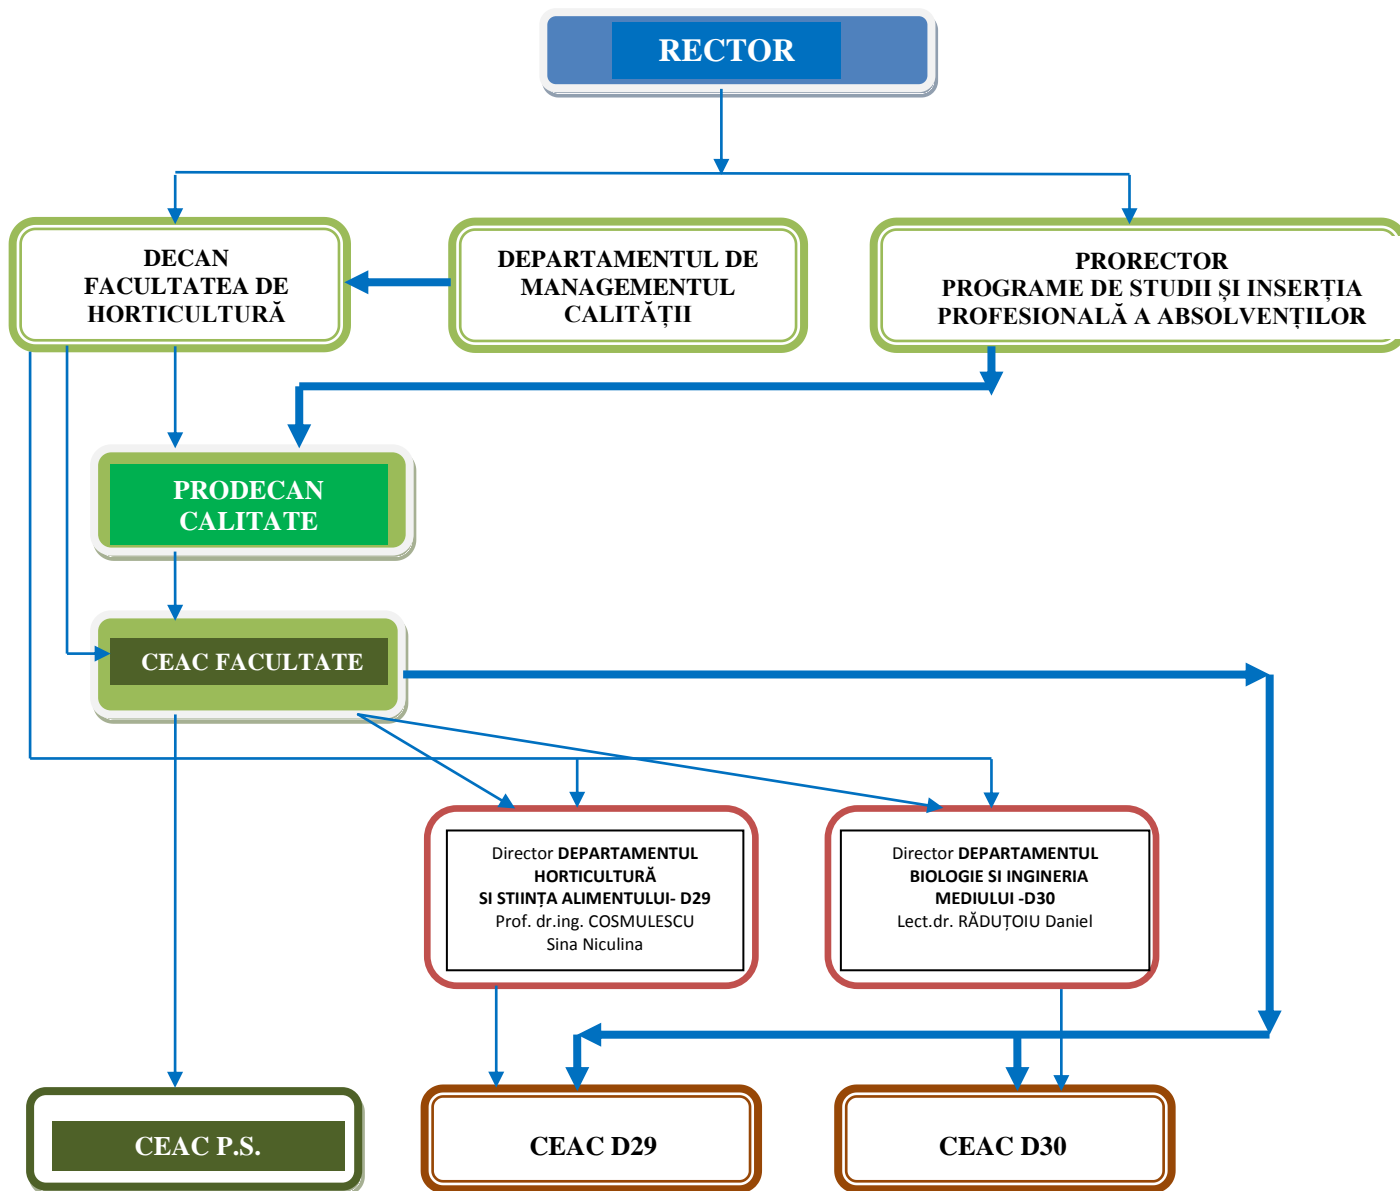 RECTOR
DECAN
FACULTATEA DE
HORTICULTURĂ
DEPARTAMENTUL DE
MANAGEMENTUL
CALITĂȚII
PRORECTOR
PROGRAME DE STUDII ȘI INSERȚIA
PROFESIONALĂ A ABSOLVENȚILOR
PRODECAN
CALITATE
CEAC FACULTATE
Director DEPARTAMENTUL
HORTICULTURĂ
SI STIINȚA ALIMENTULUI- D29
Prof. dr.ing. COSMULESCU
Sina Niculina
Director DEPARTAMENTUL
BIOLOGIE SI INGINERIA
MEDIULUI -D30
Lect.dr. RĂDUȚOIU Daniel
CEAC P.S.
CEAC D29
CEAC D30